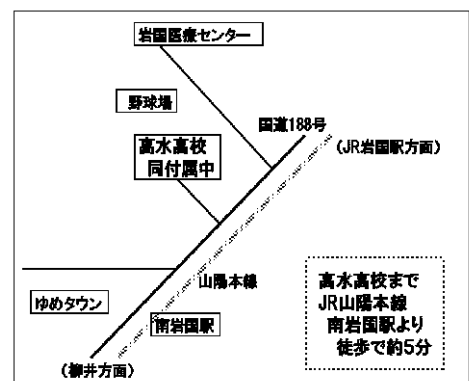 岩国医療センター
野球場
国道188号
(JR岩国駅方面)
高水高校
同付属中
山陽本線
ゆめタウン
南岩国駅
(柳井方面)
高水高校まで
JR山陽本線
南岩国駅より
徒歩で約5分